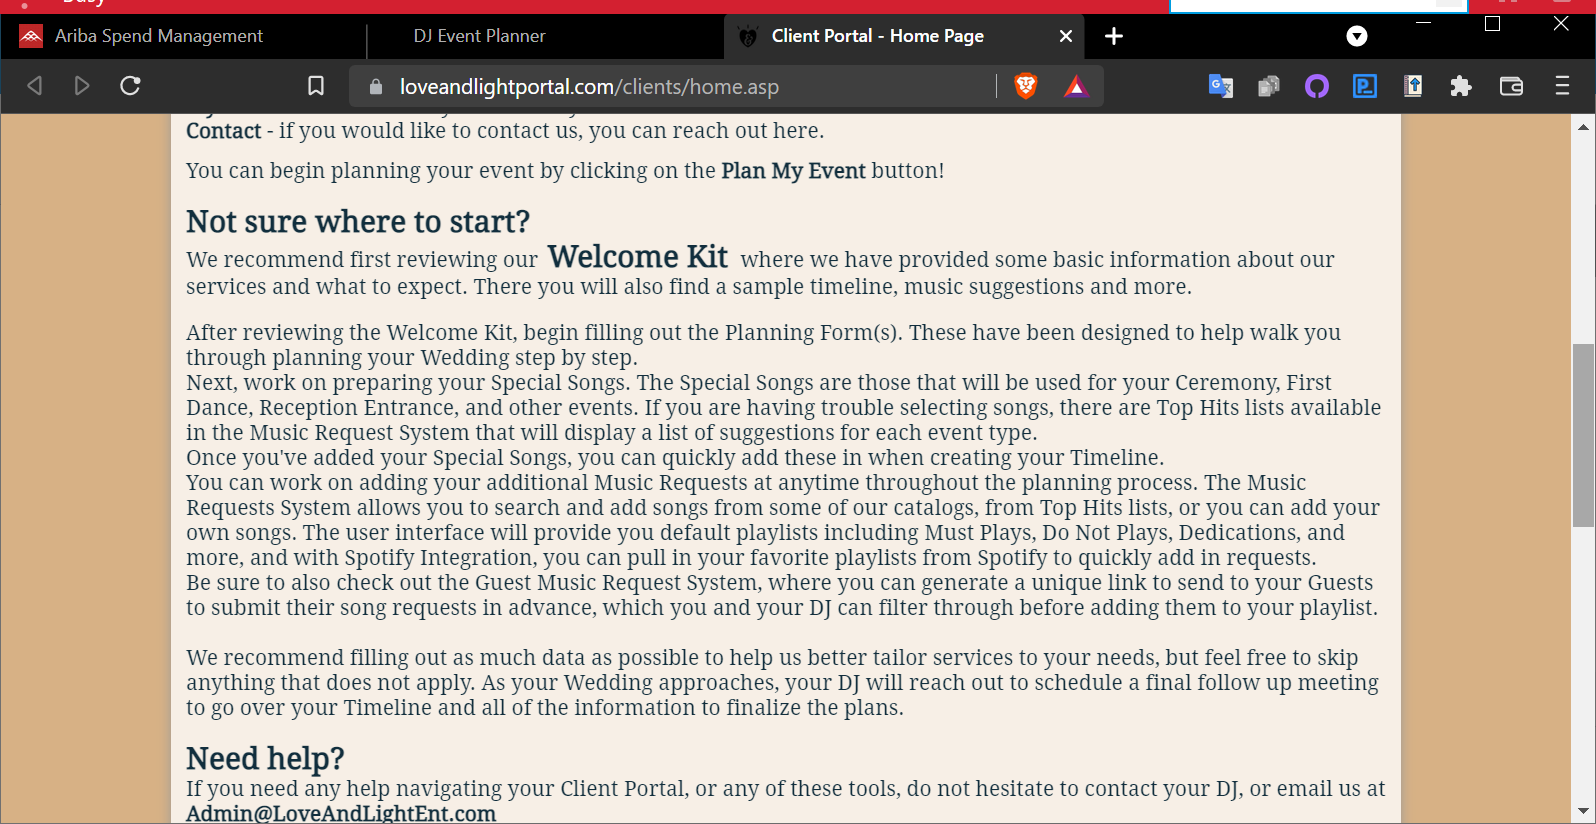 Ariba Spend Management
DJ Event Planner
Client Portal - Home Page
loveandlightportal.com/clients/home.asp
Contact - if you would like to contact us, you can reach out here.
You can begin planning your event by clicking on the Plan My Event button!
Not sure where to start?
We recommend first reviewing our Welcome Kit where we have provided some basic information about our
services and what to expect. There you will also find a sample timeline, music suggestions and more.
After reviewing the Welcome Kit, begin filling out the Planning Form(s). These have been designed to help walk you
through planning your Wedding step by step.
Next, work on preparing your Special Songs. The Special Songs are those that will be used for your Ceremony, First
Dance, Reception Entrance, and other events. If you are having trouble selecting songs, there are Top Hits lists available
in the Music Request System that will display a list of suggestions for each event type.
Once you've added your Special Songs, you can quickly add these in when creating your Timeline.
You can work on adding your additional Music Requests at anytime throughout the planning process. The Music
Requests System allows you to search and add songs from some of our catalogs, from Top Hits lists, or you can add your
own songs. The user interface will provide you default playlists including Must Plays, Do Not Plays, Dedications, and
more, and with Spotify Integration, you can pull in your favorite playlists from Spotify to quickly add in requests.
Be sure to also check out the Guest Music Request System, where you can generate a unique link to send to your Guests
to submit their song requests in advance, which you and your DJ can filter through before adding them to your playlist.
We recommend filling out as much data as possible to help us better tailor services to your needs, but feel free to skip
anything that does not apply. As your Wedding approaches, your DJ will reach out to schedule a final follow up meeting
to go over your Timeline and all of the information to finalize the plans.
Need help?
If you need any help navigating your Client Portal, or any of these tools, do not hesitate to contact your DJ, or email us at
Admin@LoveAndLightEnt.com